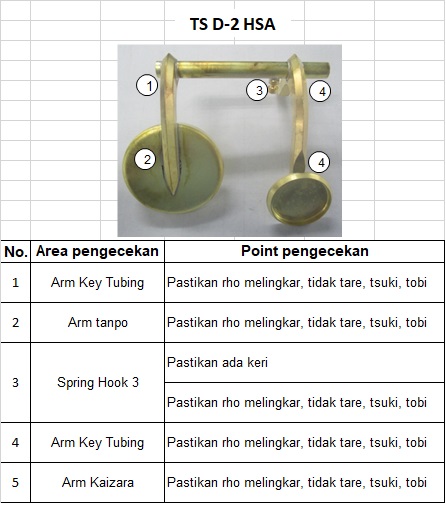 TS D-2 HSA
1
3
4
2
4
No. Area pengecekan Point pengecekan
1 Arm Key Tubing Pastikan rho melingkar, tidak tare, tsuki, tobi
2 Arm tanpo Pastikan rho melingkar, tidak tare, tsuki, tobi
3 Spring Hook 3 Pastikan ada keri
Pastikan rho melingkar, tidak tare, tsuki, tobi
4 Arm Key Tubing Pastikan rho melingkar, tidak tare, tsuki, tobi
5 Arm Kaizara Pastikan rho melingkar, tidak tare, tsuki, tobi